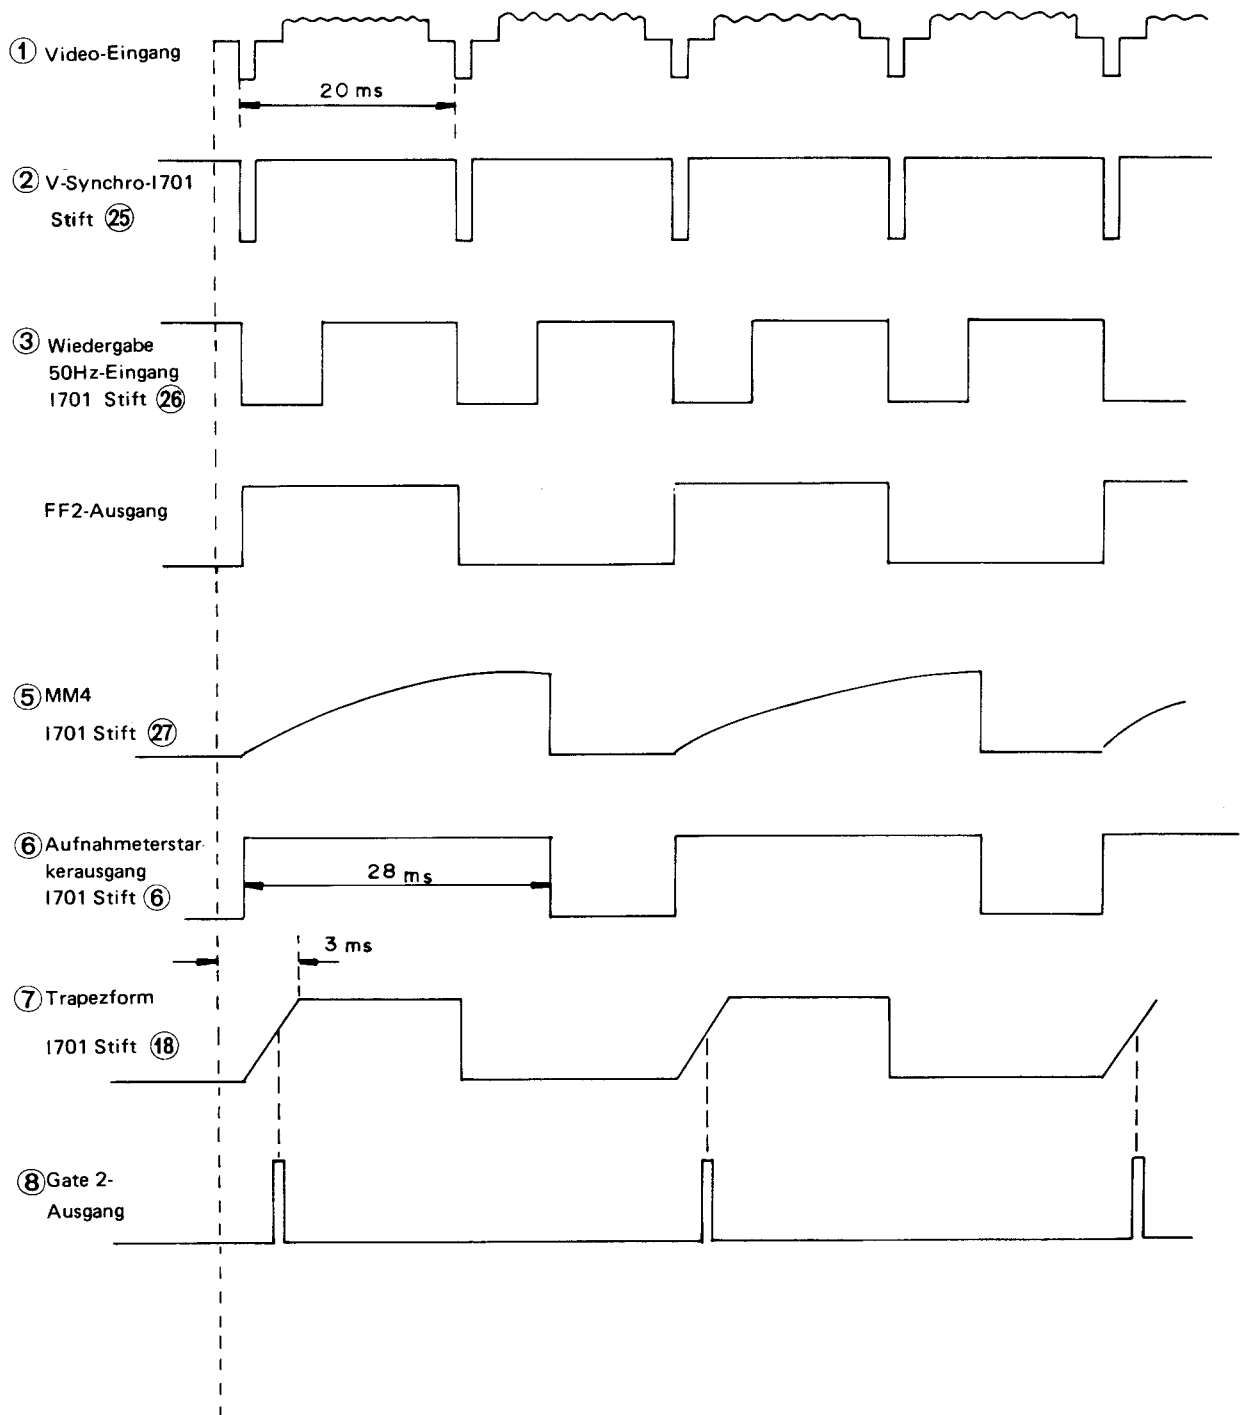 ① Video-Eingang
20 ms
② V-Synchro-I701
Stift ㉕
③ Wiedergabe
50Hz-Eingang
I701 Stift ㉖
FF2-Ausgang
⑤ MM4
I701 Stift ㉗
⑥ Aufnahmeterstar-
kerausgang
I701 Stift ⑥
28 ms
3 ms
⑦ Trapezform
I701 Stift ⑱
⑧ Gate 2-
Ausgang